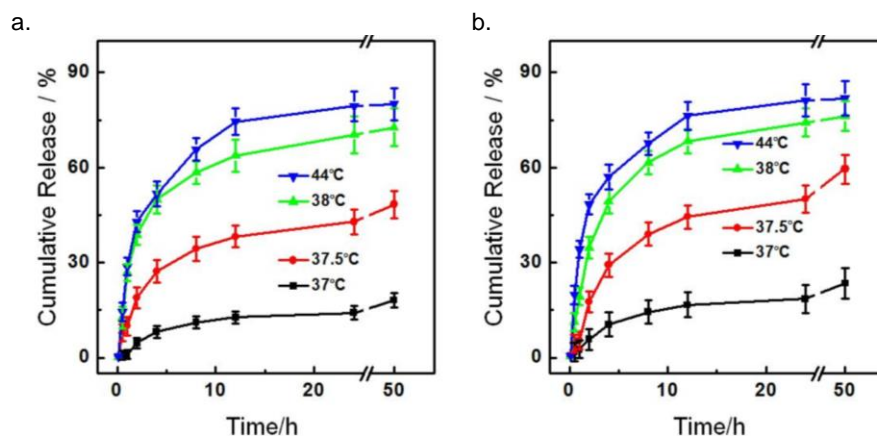 a.
Cumulative Release / %
90
60
30
0
44°C
38°C
37.5°C
37°C
0
10
20
50
Time/h
b.
Cumulative Release / %
90
60
30
0
44°C
38°C
37.5°C
37°C
0
10
20
50
Time/h